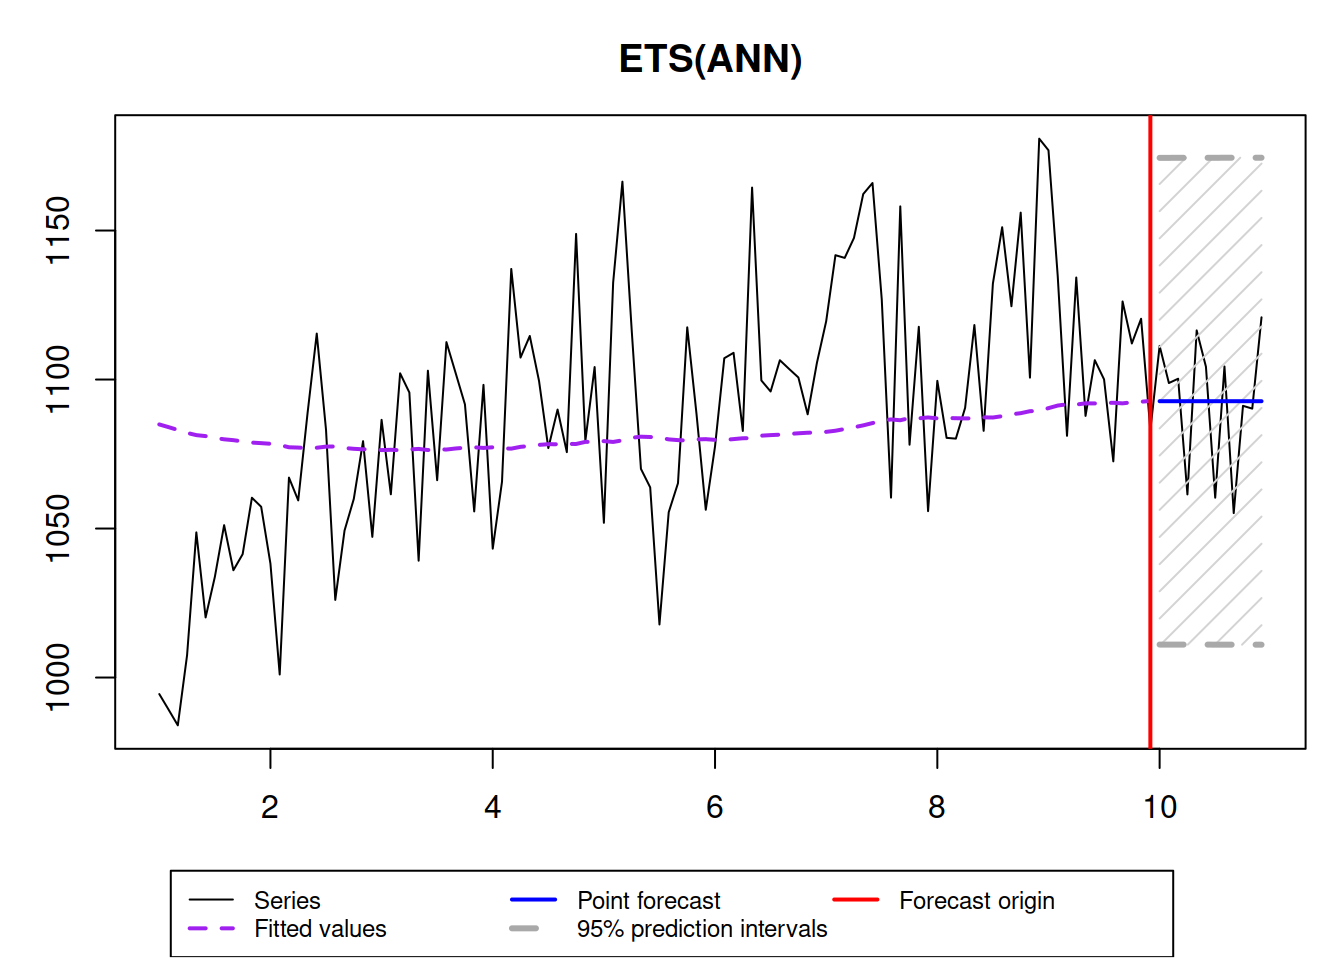 ETS(ANN)
1150
1100
1050
1000
2 4 6 8 10
Series Point forecast Forecast origin
Fitted values 95% prediction intervals